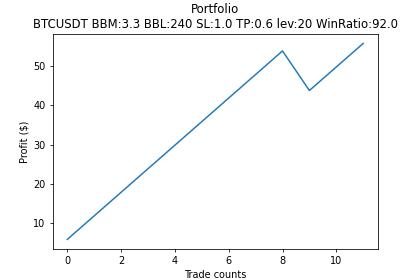 Portfolio
BTCUSDT BBM:3.3 BBL:240 SL:1.0 TP:0.6 lev:20 WinRatio:92.0
50
40
30
20
10
Profit ($)
0 2 4 6 8 10
Trade counts